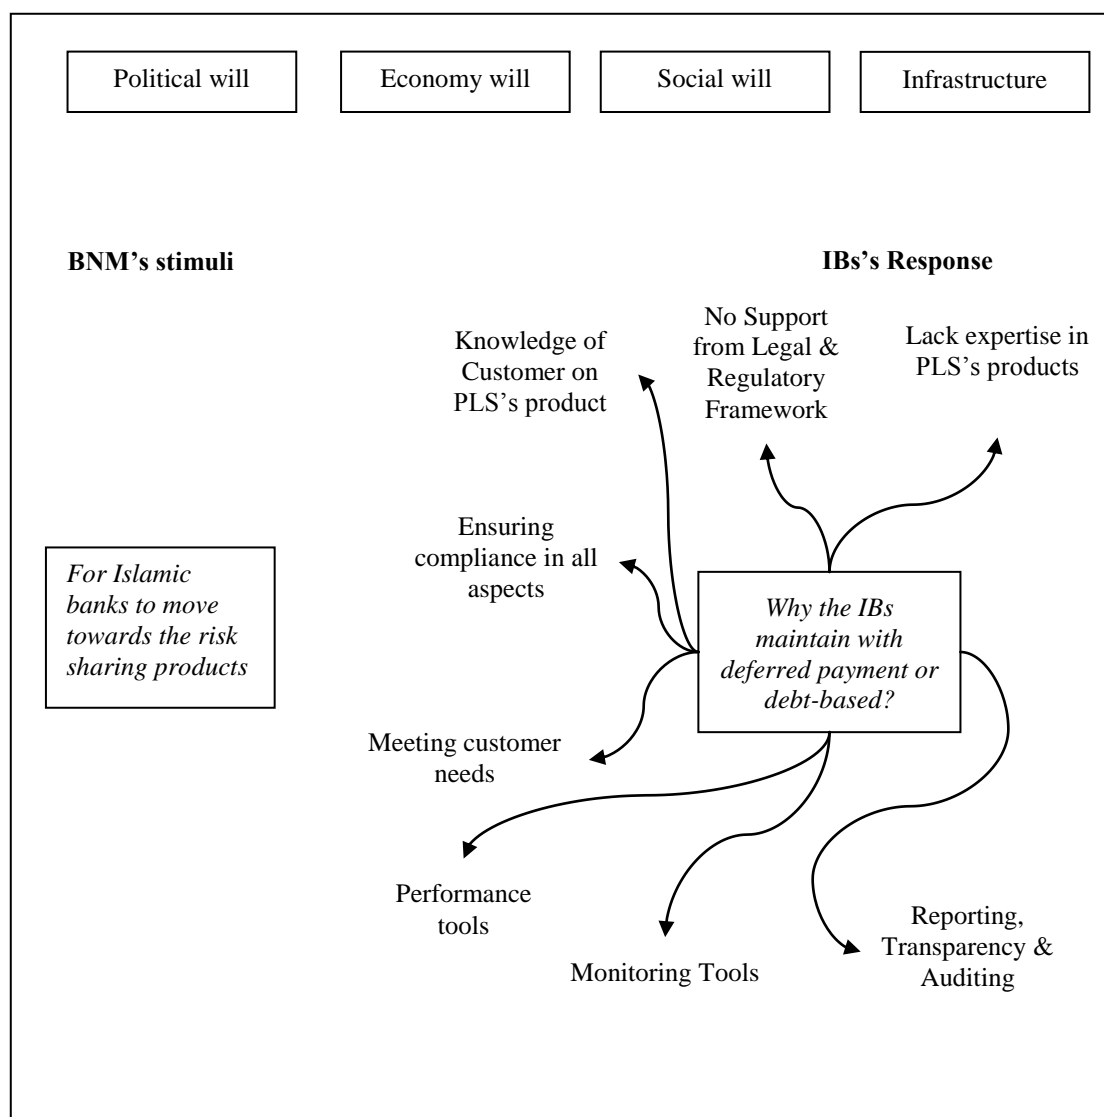 Political will
Economy will
Social will
Infrastructure
BNM’s stimuli
IBs’s Response
Knowledge of
Customer on
PLS’s product
No Support
from Legal &
Regulatory
Framework
Lack expertise in
PLS’s products
Ensuring
compliance in all
aspects
For Islamic
banks to move
towards the risk
sharing products
Why the IBs
maintain with
deferred payment or
debt-based?
Meeting customer
needs
Performance
tools
Monitoring Tools
Reporting,
Transparency &
Auditing